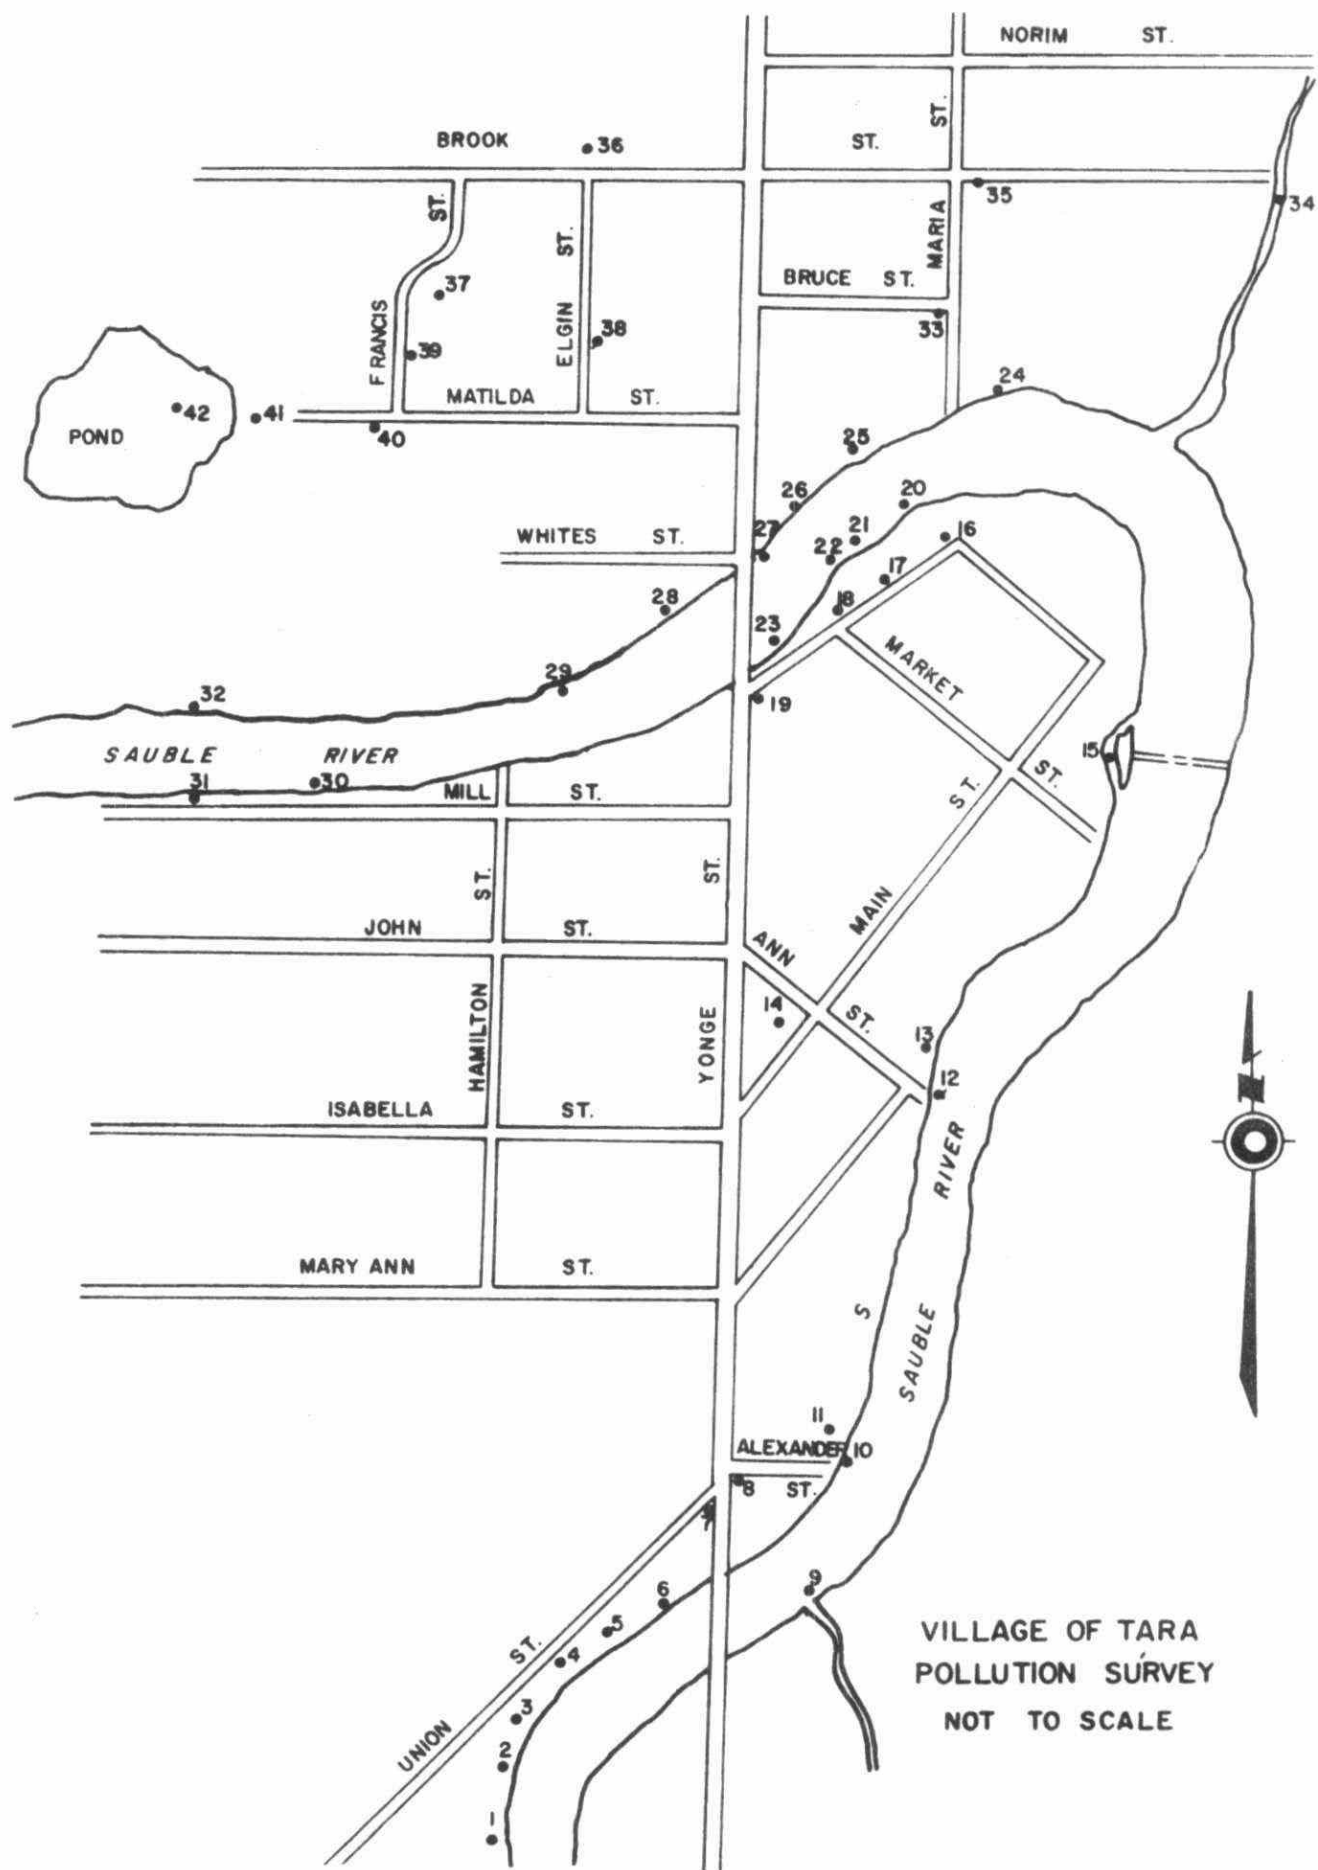 NORIM ST.
BROOK ST.
36
ST.
35
34
ST.
ST.
MARIA
37
BRUCE ST.
FRANCIS
ELGIN
38
33
39
24
MATILDA ST.
42
41
40
POND
25
26
20
27
21
16
WHITES ST.
22
17
28
18
23
MARKET
29
32
19
SAUBLE RIVER
15
ST.
31
30
MILL ST.
ST.
ST.
ST.
MAIN
JOHN ST.
ANN
HAMILTON
14
ST.
YONGE
13
12
N
ISABELLA ST.
RIVER
MARY ANN ST.
S
SAUBLE
11
ALEXANDER 10
8
ST.
7
9
6
5
ST.
4
3
UNION
2
1
VILLAGE OF TARA
POLLUTION SURVEY
NOT TO SCALE